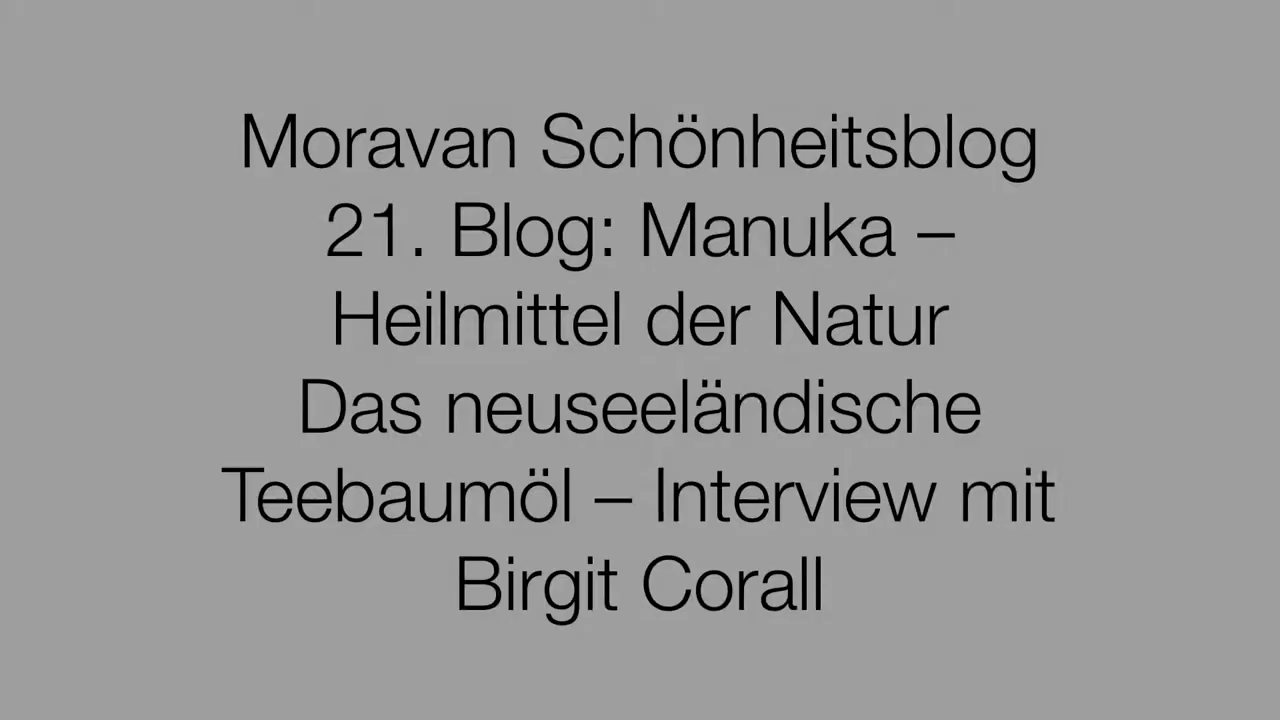 Moravan Schönheitsblog
21. Blog: Manuka –
Heilmittel der Natur
Das neuseeländische
Teebaumöl – Interview mit
Birgit Corall